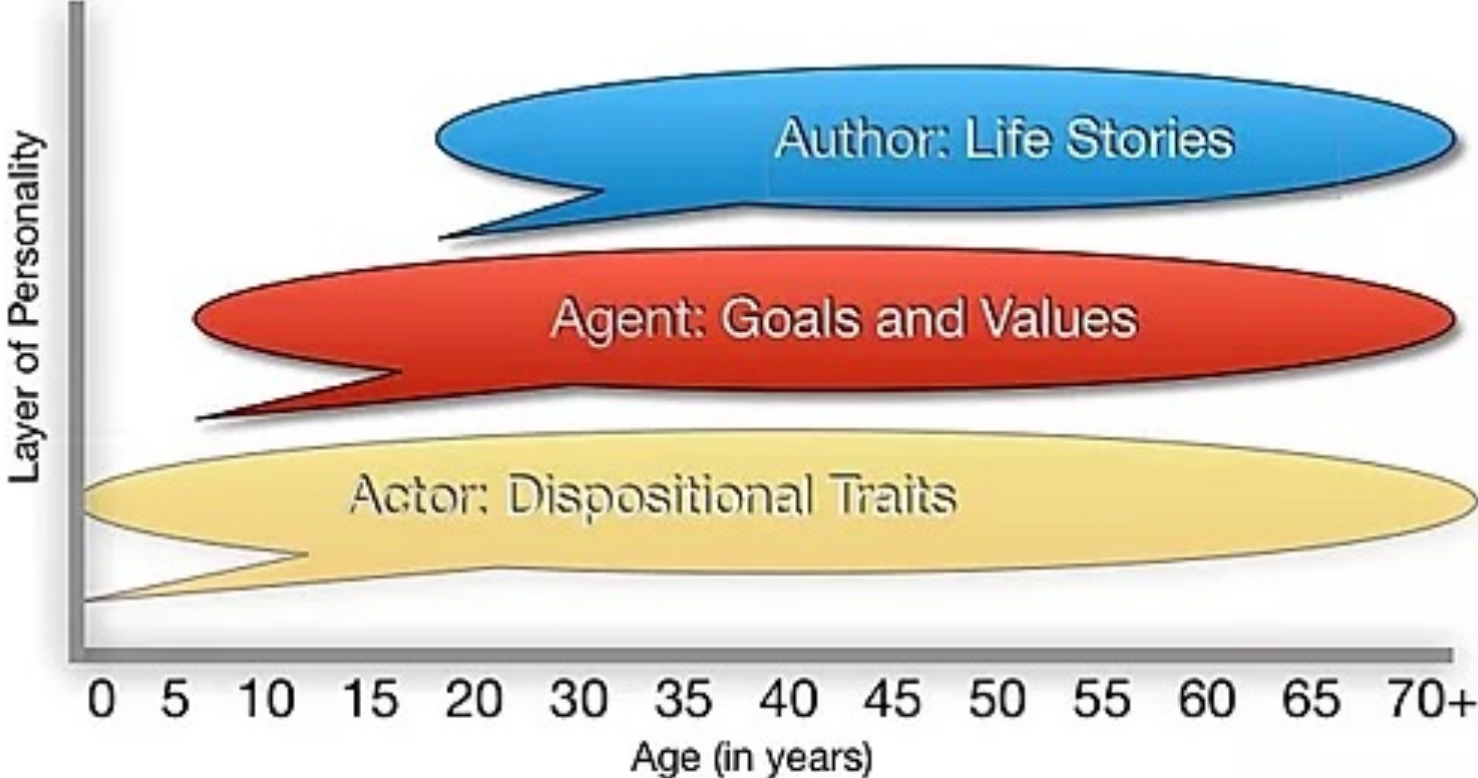 Layer of Personality
Author: Life Stories
Agent: Goals and Values
Actor: Dispositional Traits
0 5 10 15 20 30 35 40 45 50 55 60 65 70+
Age (in years)